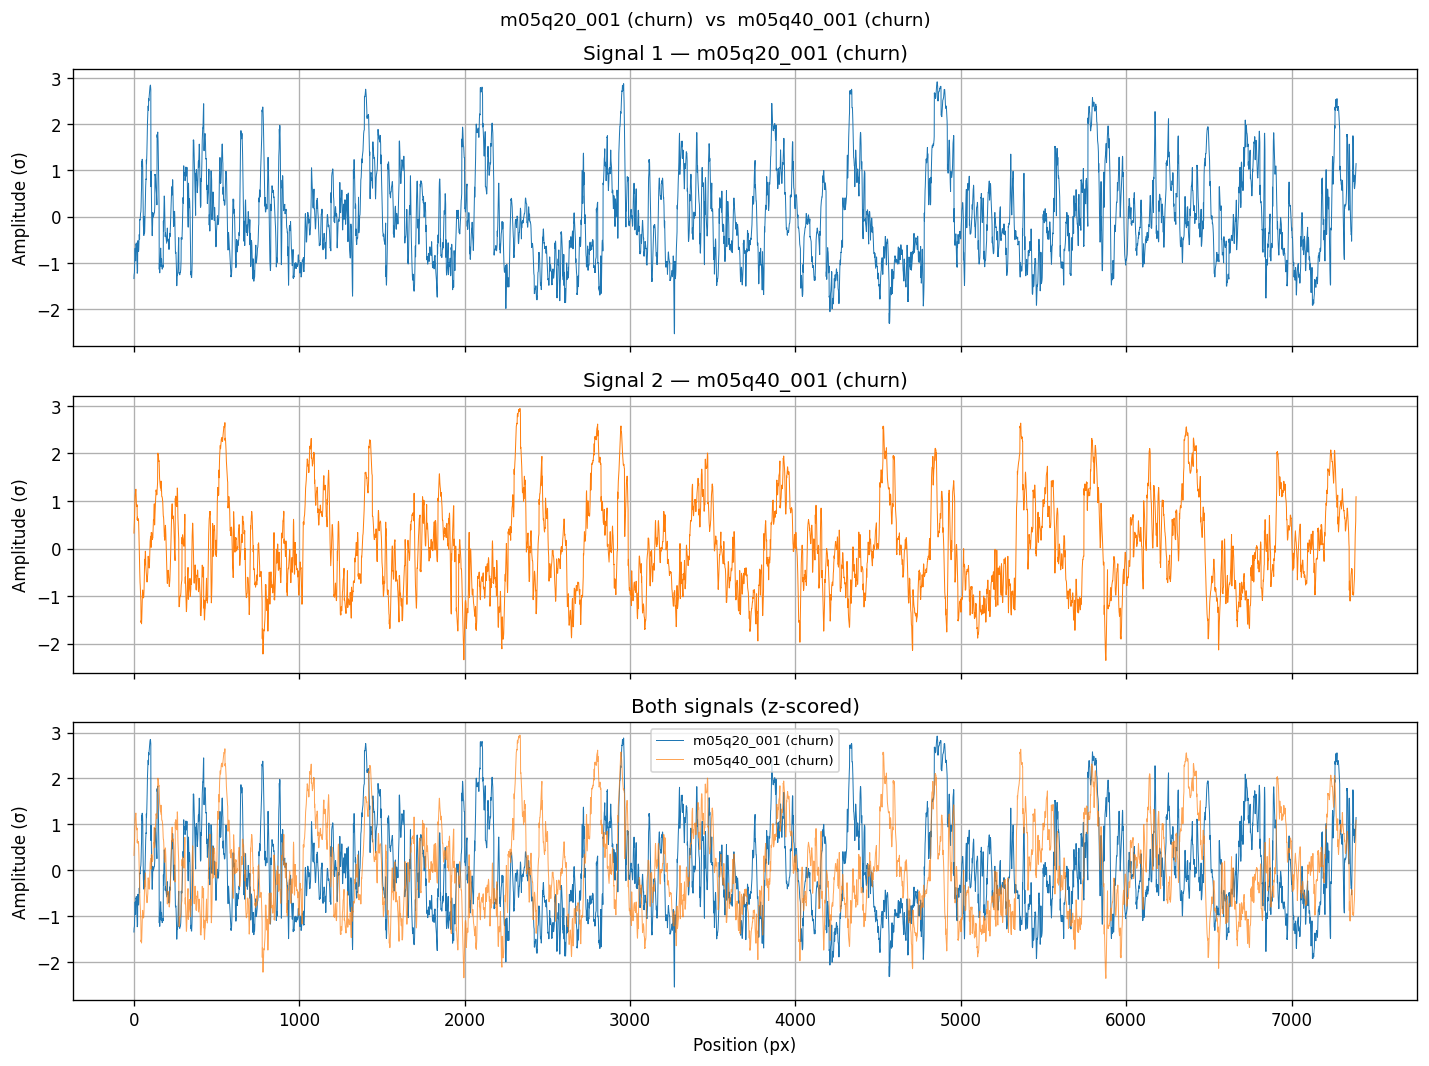 m05q20_001 (churn)  vs  m05q40_001 (churn)
Signal 1 — m05q20_001 (churn)
3
2
1
0
−1
−2
Amplitude (σ)
Signal 2 — m05q40_001 (churn)
3
2
1
0
−1
−2
Amplitude (σ)
Both signals (z-scored)
m05q20_001 (churn)
m05q40_001 (churn)
3
2
1
0
−1
−2
Amplitude (σ)
0 1000 2000 3000 4000 5000 6000 7000
Position (px)